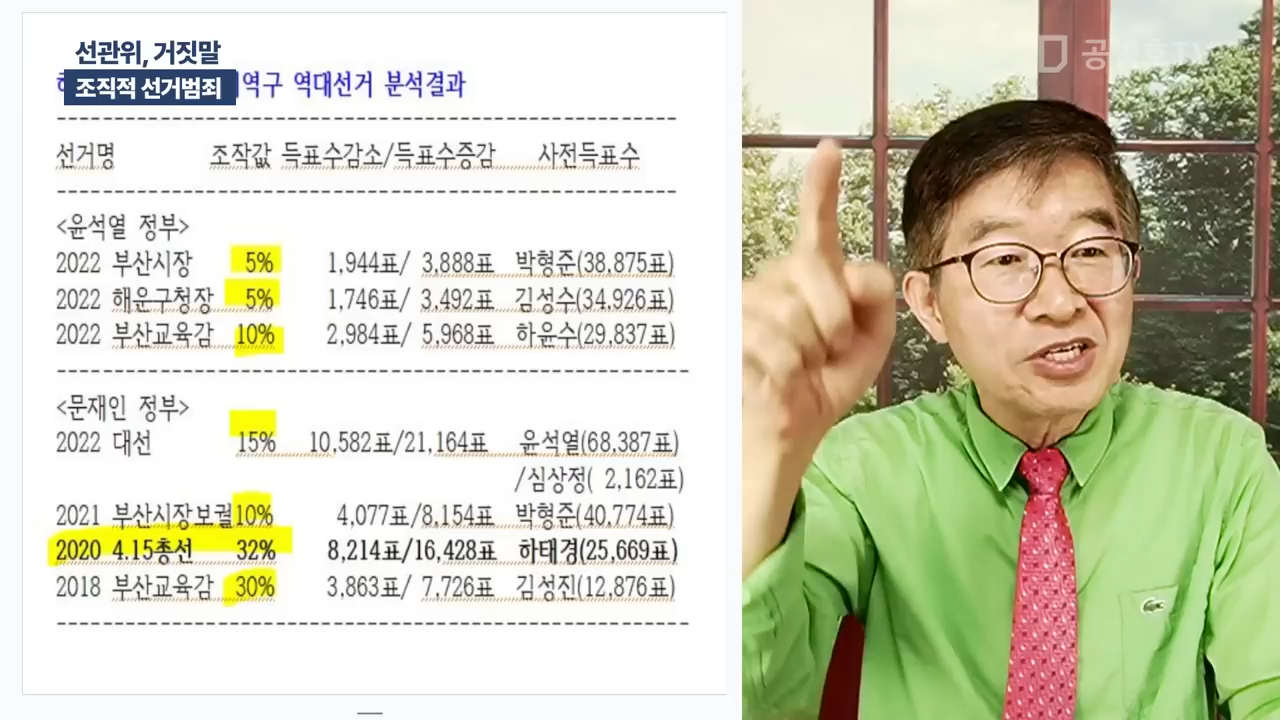 선관위, 거짓말
조직적 선거범죄
역구 역대선거 분석결과
선거명 조작값 득표수감소/득표수증감 사전득표수
<윤석열 정부>
2022 부산시장 5% 1,944표/ 3,888표 박형준(38,875표)
2022 해운구청장 5% 1,746표/ 3,492표 김성수(34,926표)
2022 부산교육감 10% 2,984표/ 5,968표 하윤수(29,837표)
<문재인 정부>
2022 대선 15% 10,582표/21,164표 윤석열(68,387표)
/심상정( 2,162표)
2021 부산시장보궐10% 4,077표/8,154표 박형준(40,774표)
2020 4.15총선 32% 8,214표/16,428표 하태경(25,669표)
2018 부산교육감 30% 3,863표/ 7,726표 김성진(12,876표)
공병호TV